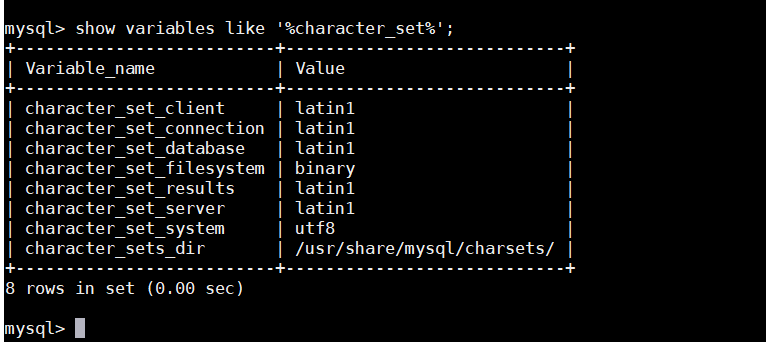 mysql> show variables like '%character_set%';
+--------------------------+----------------------------+
| Variable_name            | Value                      |
+--------------------------+----------------------------+
| character_set_client     | latin1                     |
| character_set_connection | latin1                     |
| character_set_database   | latin1                     |
| character_set_filesystem | binary                     |
| character_set_results    | latin1                     |
| character_set_server     | latin1                     |
| character_set_system     | utf8                       |
| character_sets_dir       | /usr/share/mysql/charsets/ |
+--------------------------+----------------------------+
8 rows in set (0.00 sec)
mysql>